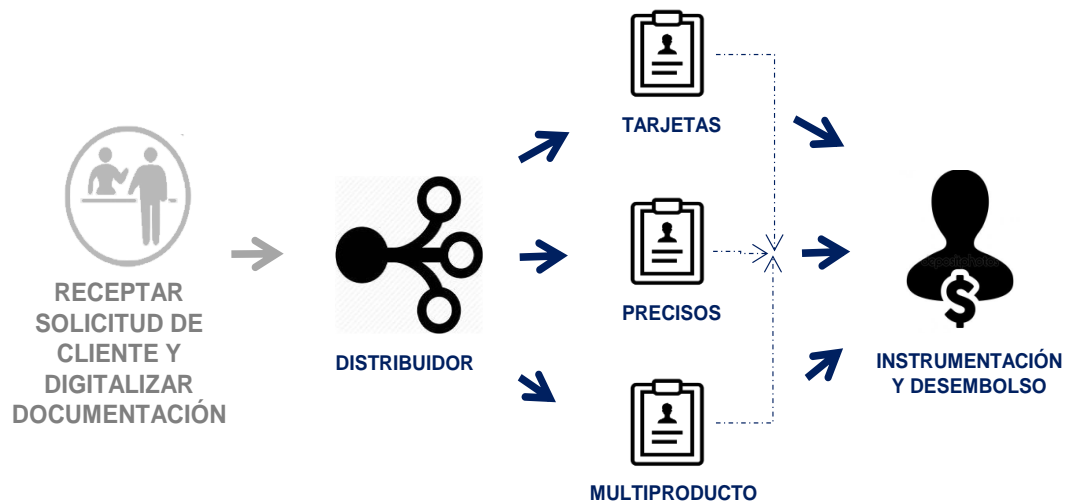 TARJETAS
RECEPTAR
SOLICITUD DE
CLIENTE Y
DIGITALIZAR
DOCUMENTACIÓN
DISTRIBUIDOR
PRECISOS
MULTIPRODUCTO
INSTRUMENTACIÓN
Y DESEMBOLSO
$